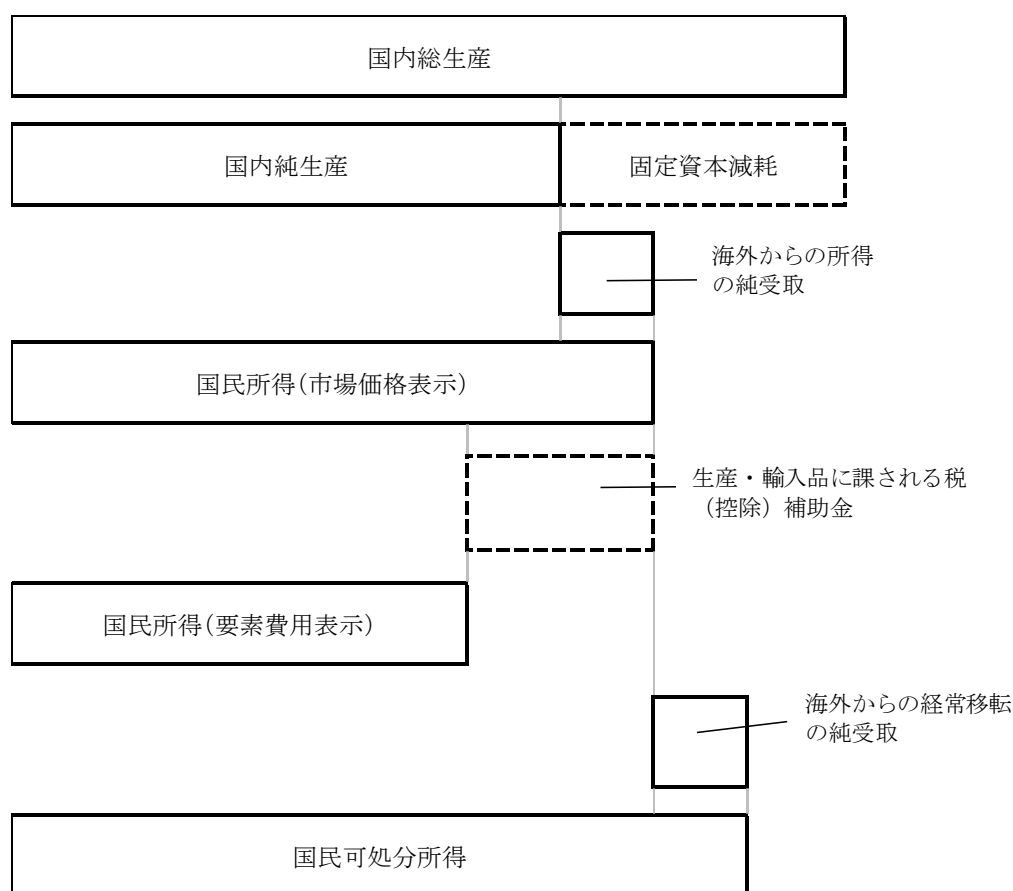 国内総生産
国内純生産
固定資本減耗
海外からの所得
の純受取
国民所得(市場価格表示)
生産・輸入品に課される税
（控除）補助金
国民所得(要素費用表示)
海外からの経常移転
の純受取
国民可処分所得